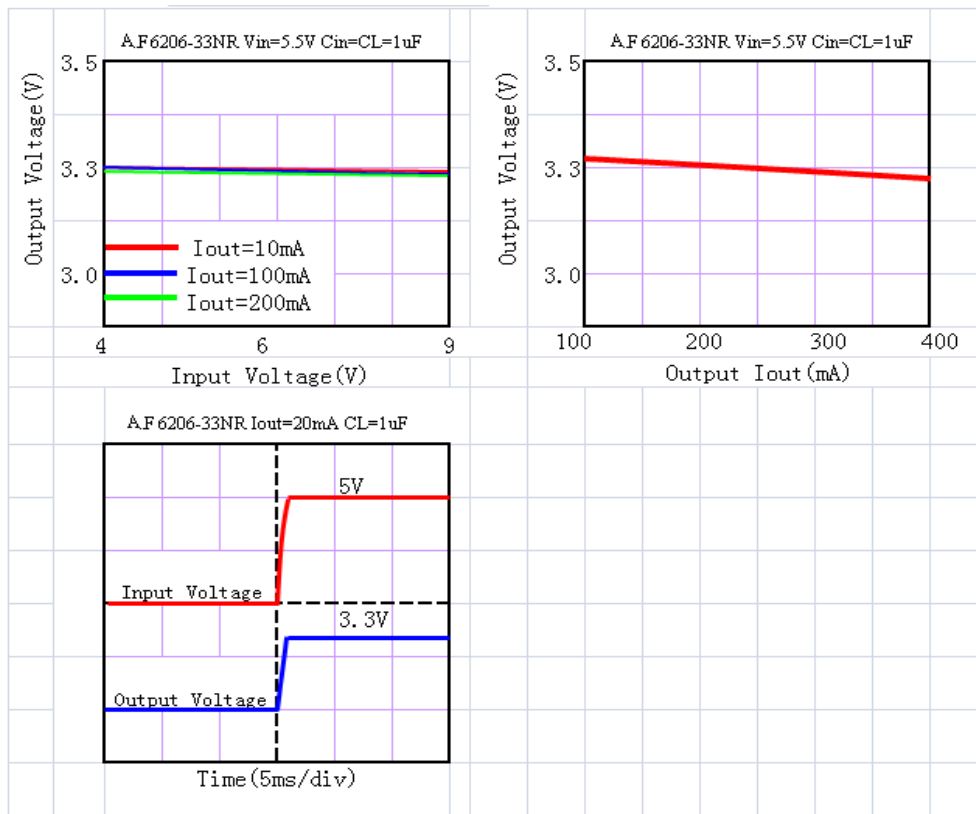 A.F 6206-33NR Vin=5.5V Cin=CL=1uF
Output Voltage(V)
3.5
3.3
3.0
Iout=10mA
Iout=100mA
Iout=200mA
4 6 9
Input Voltage(V)
A.F 6206-33NR Vin=5.5V Cin=CL=1uF
Output Voltage(V)
3.5
3.3
3.0
100 200 300 400
Output Iout(mA)
A.F 6206-33NR Iout=20mA CL=1uF
5V
Input Voltage
3.3V
Output Voltage
Time(5ms/div)